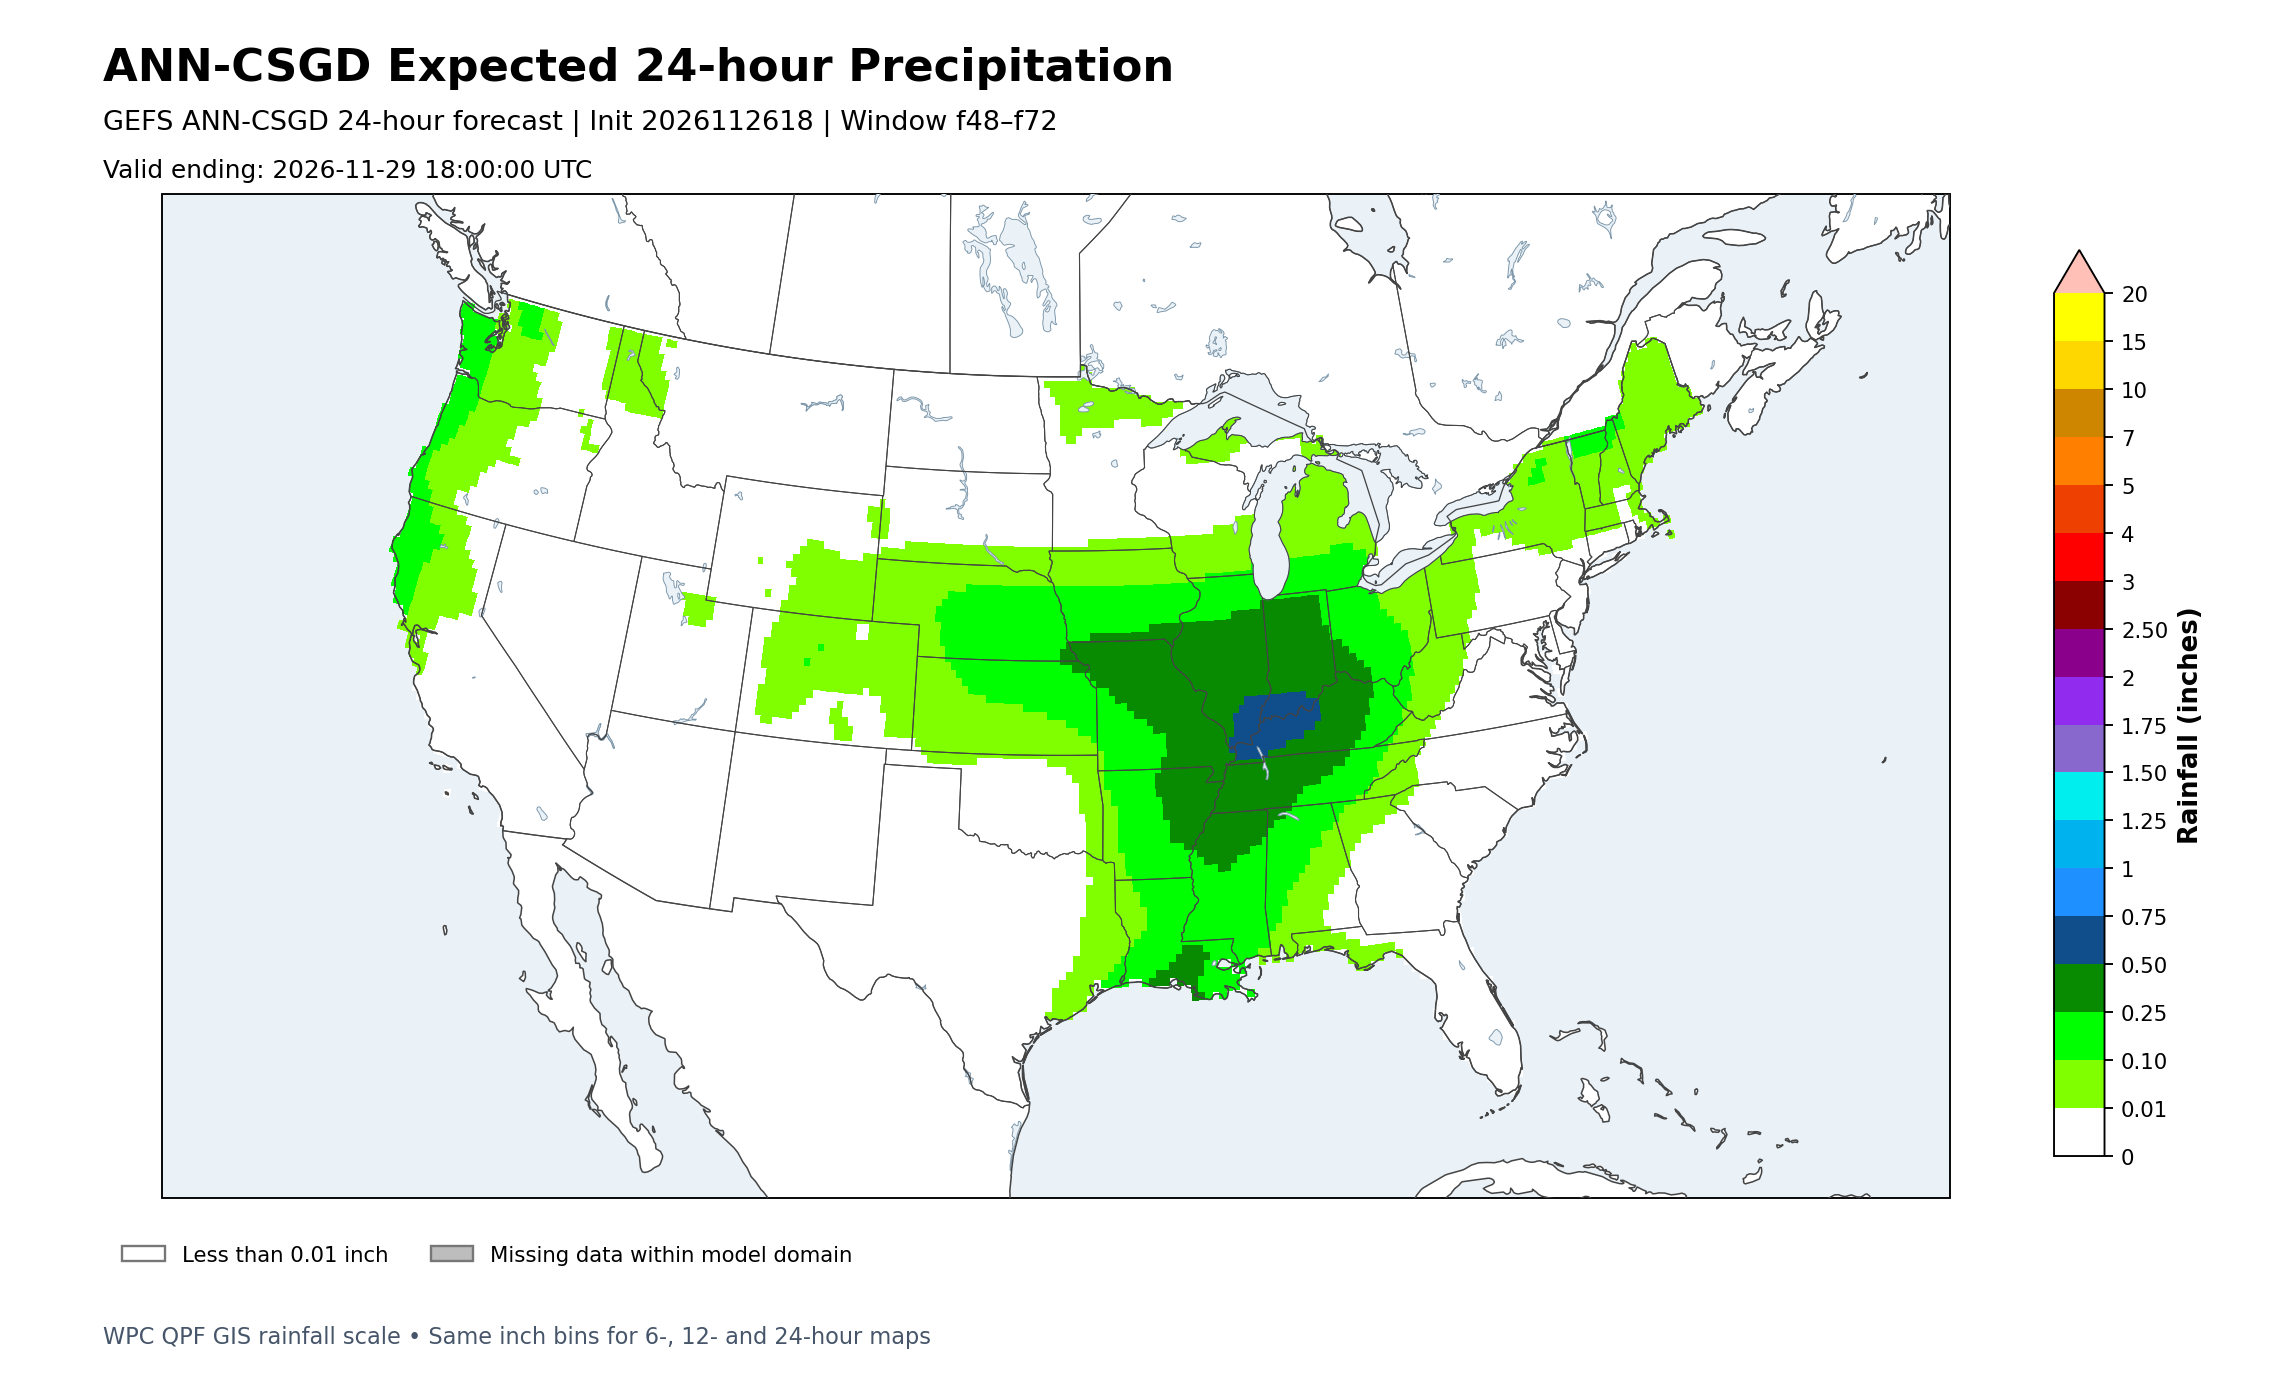 ANN-CSGD Expected 24-hour Precipitation
GEFS ANN-CSGD 24-hour forecast | Init 2026112618 | Window f48–f72
Valid ending: 2026-11-29 18:00:00 UTC
20
15
10
7
5
4
3
2.50
2
1.75
1.50
1.25
1
0.75
0.50
0.25
0.10
0.01
0
Rainfall (inches)
Less than 0.01 inch
Missing data within model domain
WPC QPF GIS rainfall scale • Same inch bins for 6-, 12- and 24-hour maps